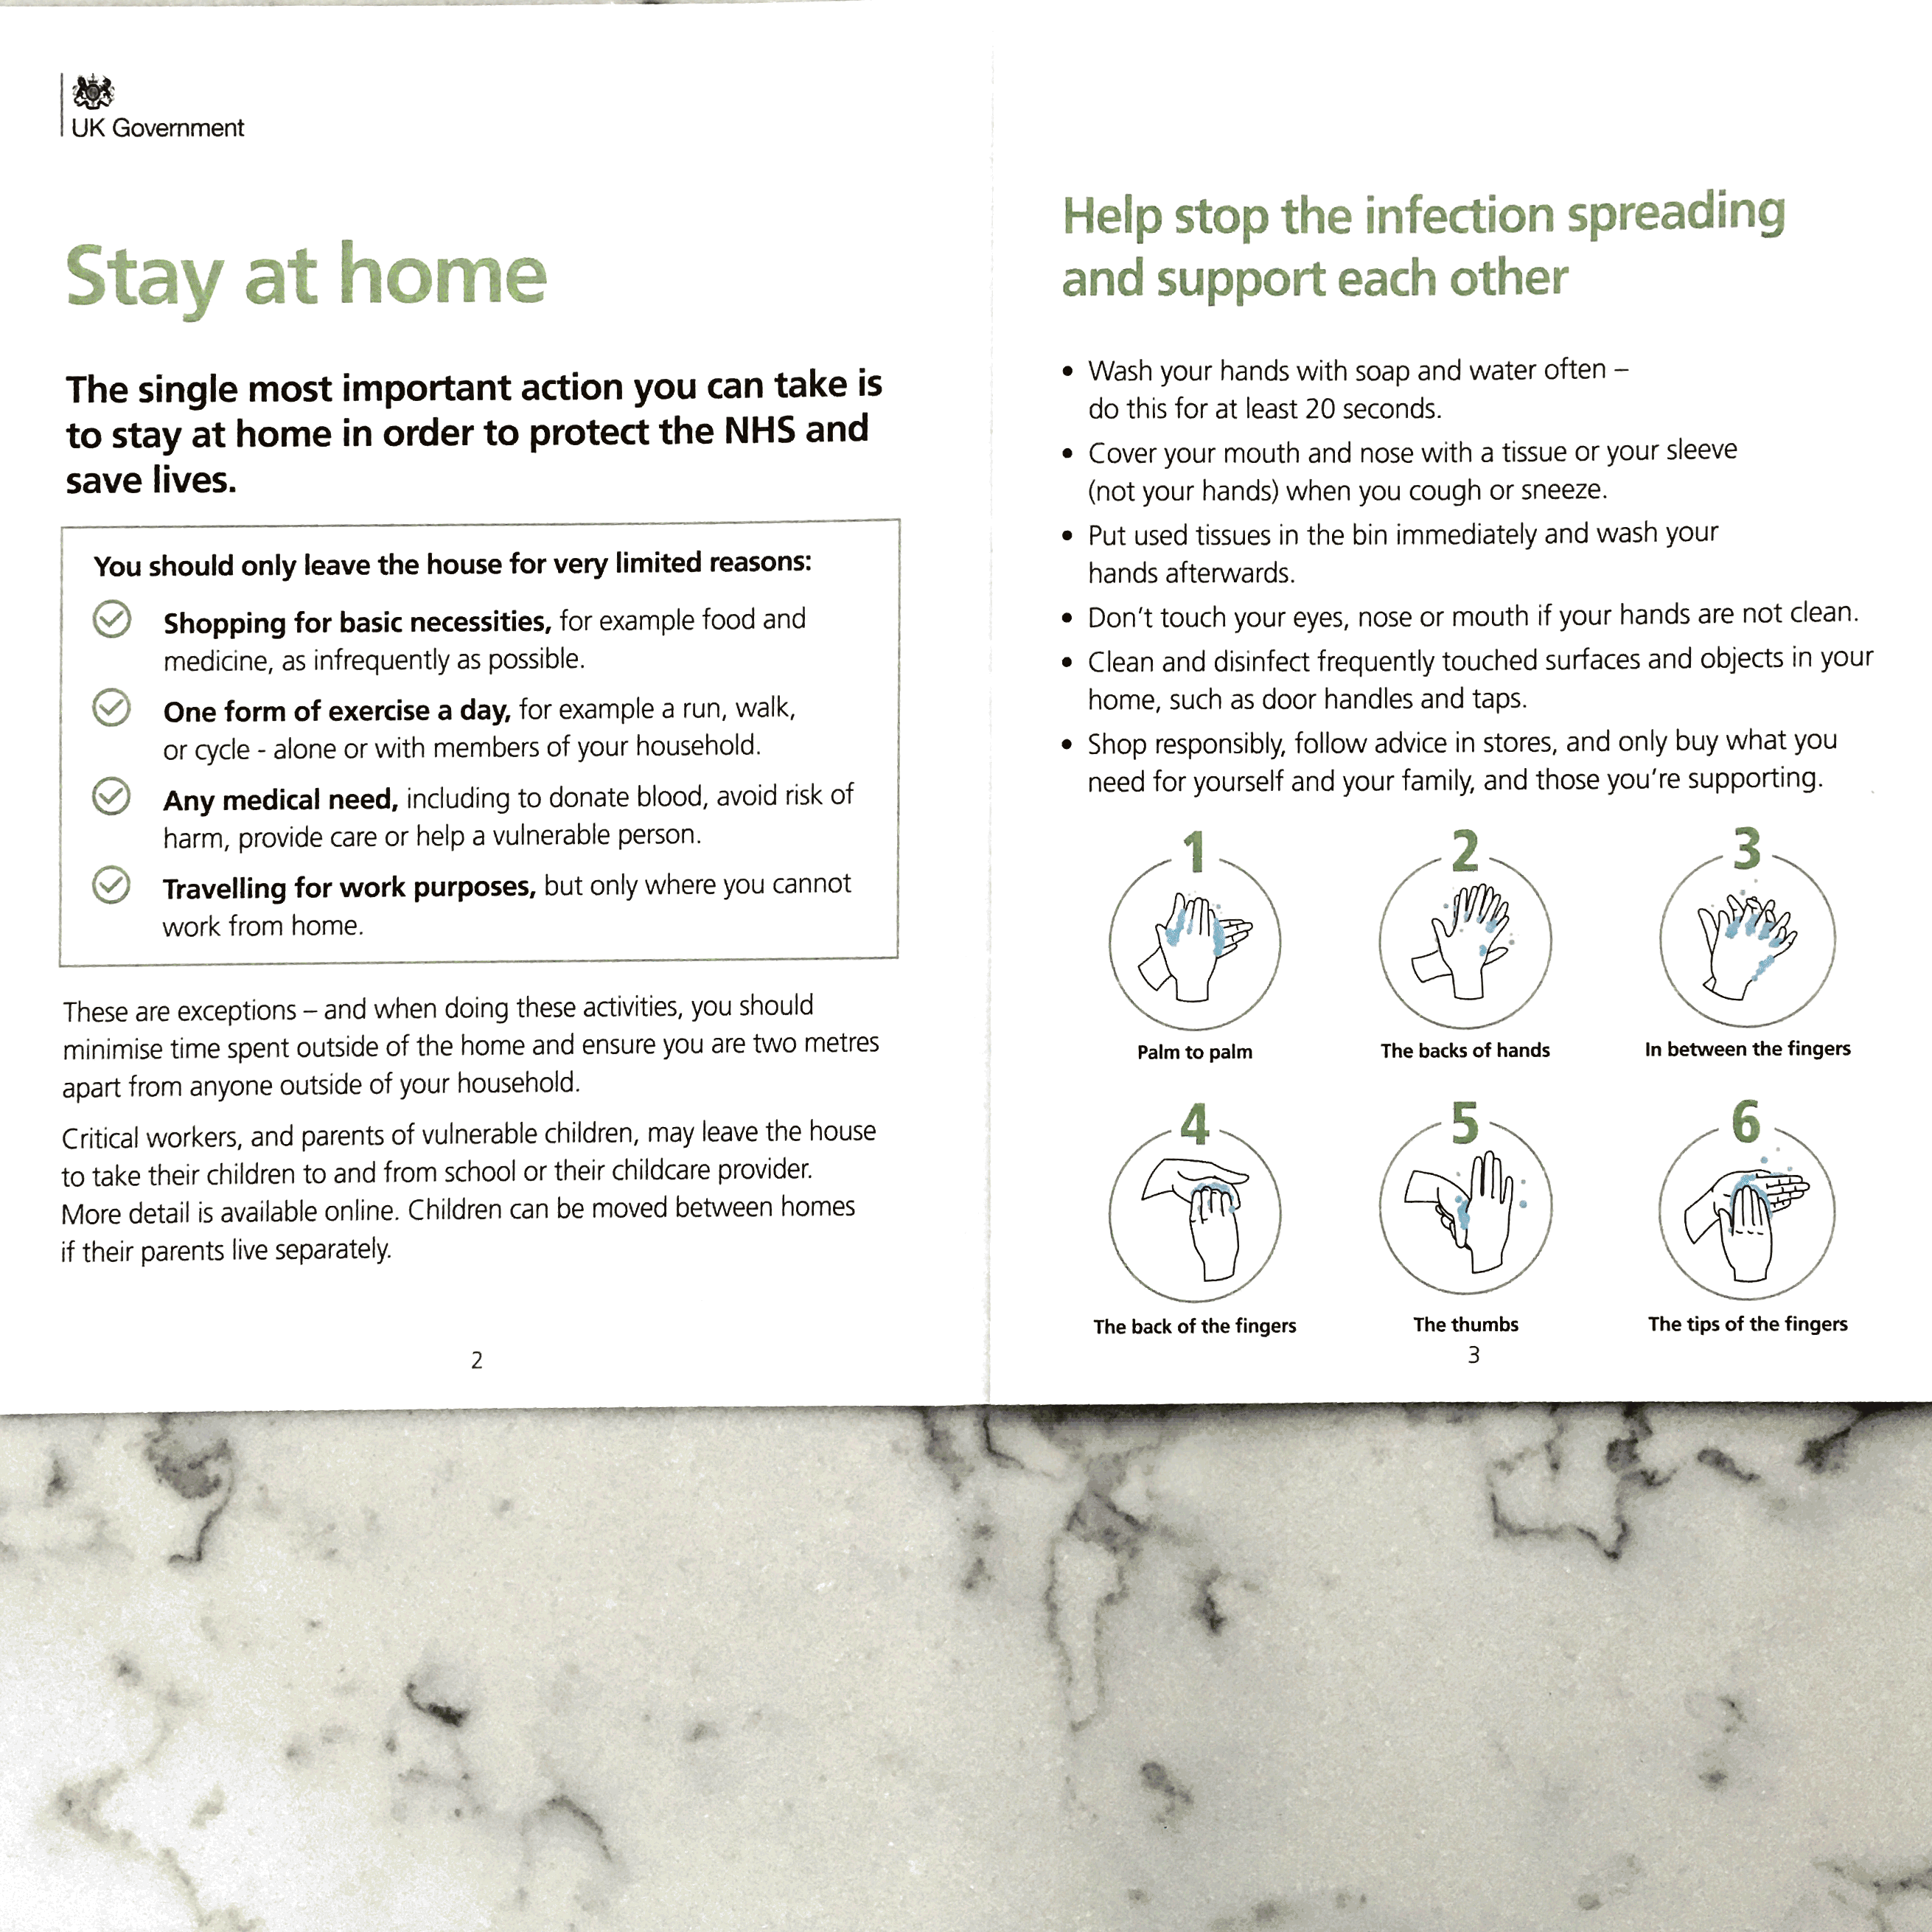 UK Government
Stay at home
The single most important action you can take is
to stay at home in order to protect the NHS and
save lives.
You should only leave the house for very limited reasons:
Shopping for basic necessities, for example food and
medicine, as infrequently as possible.
One form of exercise a day, for example a run, walk,
or cycle - alone or with members of your household.
Any medical need, including to donate blood, avoid risk of
harm, provide care or help a vulnerable person.
Travelling for work purposes, but only where you cannot
work from home.
These are exceptions – and when doing these activities, you should
minimise time spent outside of the home and ensure you are two metres
apart from anyone outside of your household.
Critical workers, and parents of vulnerable children, may leave the house
to take their children to and from school or their childcare provider.
More detail is available online. Children can be moved between homes
if their parents live separately.
2
Help stop the infection spreading
and support each other
• Wash your hands with soap and water often –
do this for at least 20 seconds.
• Cover your mouth and nose with a tissue or your sleeve
(not your hands) when you cough or sneeze.
• Put used tissues in the bin immediately and wash your
hands afterwards.
• Don't touch your eyes, nose or mouth if your hands are not clean.
• Clean and disinfect frequently touched surfaces and objects in your
home, such as door handles and taps.
• Shop responsibly, follow advice in stores, and only buy what you
need for yourself and your family, and those you're supporting.
1
Palm to palm
2
The backs of hands
3
In between the fingers
4
The back of the fingers
5
The thumbs
6
The tips of the fingers
3